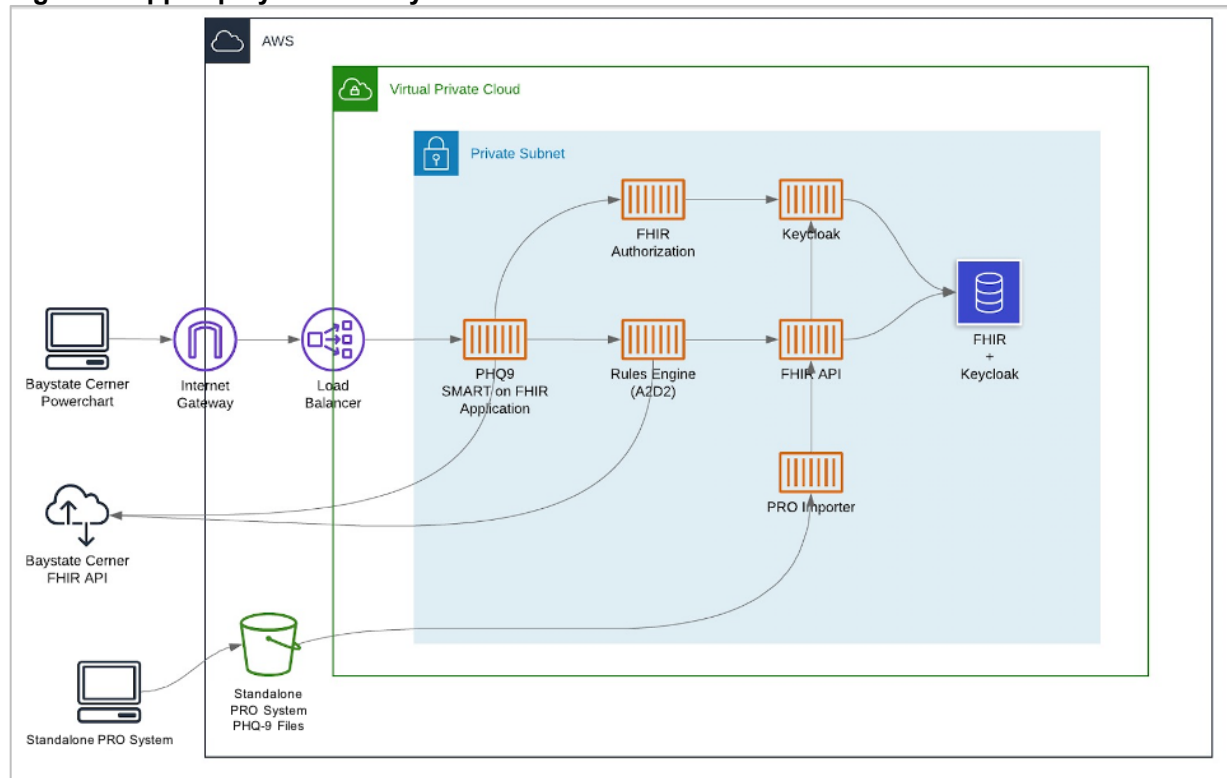 AWS
Virtual Private Cloud
Private Subnet
FHIR
Authorization
Keycloak
Baystate Cerner
Powerchart
Internet
Gateway
Load
Balancer
PHQ9
SMART on FHIR
Application
Rules Engine
(A2D2)
FHIR API
FHIR
+
Keycloak
PRO Importer
Baystate Cerner
FHIR API
Standalone
PRO System
PHQ-9 Files
Standalone PRO System